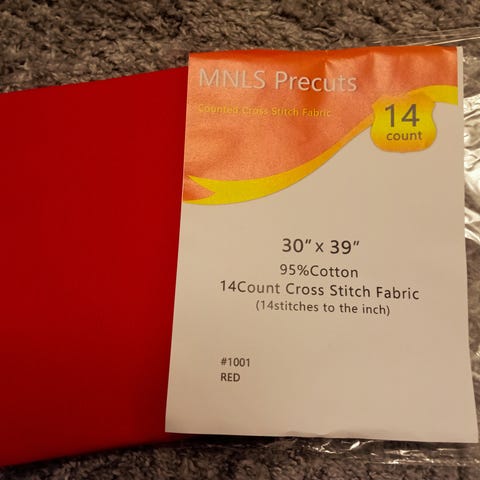 MNLS Precuts
Counted Cross Stitch Fabric
14
count
30" x 39"
95%Cotton
14Count Cross Stitch Fabric
(14stitches to the inch)
#1001
RED